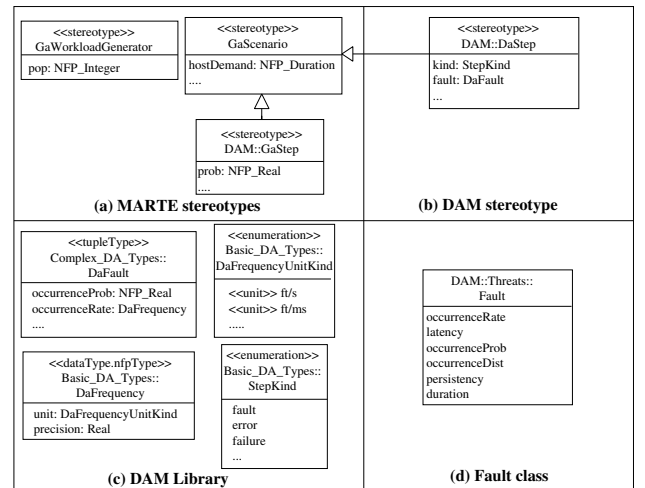 <<stereotype>>
GaWorkloadGenerator
pop: NFP_Integer
<<stereotype>>
GaScenario
hostDemand: NFP_Duration
....
<<stereotype>>
DAM::GaStep
prob: NFP_Real
....
(a) MARTE stereotypes
<<stereotype>>
DAM::DaStep
kind: StepKind
fault: DaFault
...
(b) DAM stereotype
<<tupleType>>
Complex_DA_Types::
DaFault
occurrenceProb: NFP_Real
occurrenceRate: DaFrequency
....
<<enumeration>>
Basic_DA_Types::
DaFrequencyUnitKind
<<unit>> ft/s
<<unit>> ft/ms
.....
<<dataType.nfpType>>
Basic_DA_Types::
DaFrequency
unit: DaFrequencyUnitKind
precision: Real
<<enumeration>>
Basic_DA_Types::
StepKind
fault
error
failure
...
(c) DAM Library
DAM::Threats::
Fault
occurrenceRate
latency
occurrenceProb
occurrenceDist
persistency
duration
(d) Fault class